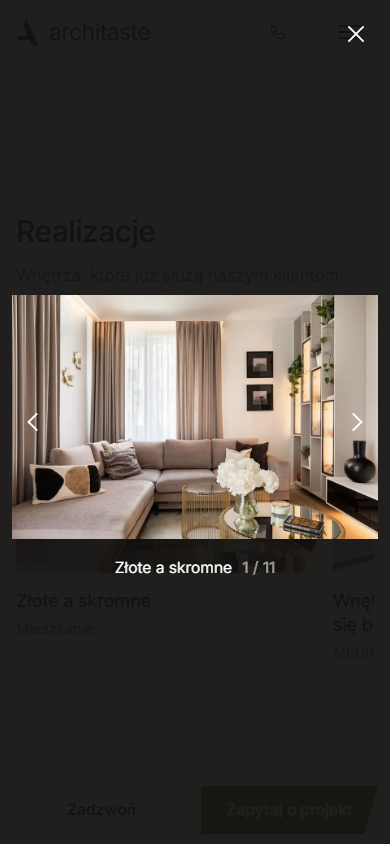 architaste
Realizacje
Wnętrza, które już służą naszym klientom.
Złote a skromne 1 / 11
Złote a skromne
Mieszkanie
Wnęt
się b
MEDI
Zadzwoń
Zapytaj o projekt